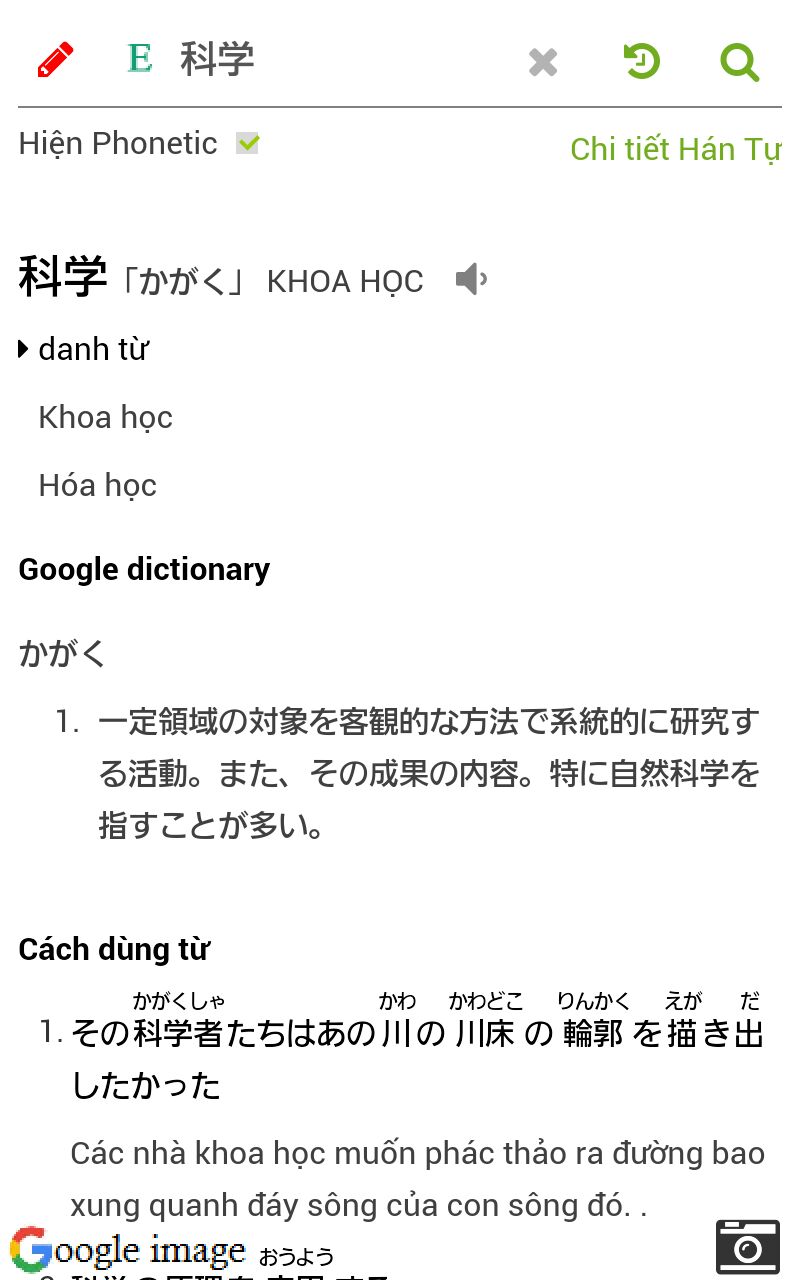 E 科学
Hiện Phonetic
Chi tiết Hán Tự
科学「かがく」 KHOA HỌC
danh từ
Khoa học
Hóa học
Google dictionary
かがく
1. 一定領域の対象を客観的な方法で系統的に研究す
る活動。また、その成果の内容。特に自然科学を
指すことが多い。
Cách dùng từ
かがくしゃ かわ かわどこ りんかく えが だ
1. その科学者たちはあの川の川床の輪郭を描き出
したかった
Các nhà khoa học muốn phác thảo ra đường bao
xung quanh đáy sông của con sông đó. .
Google image おうよう